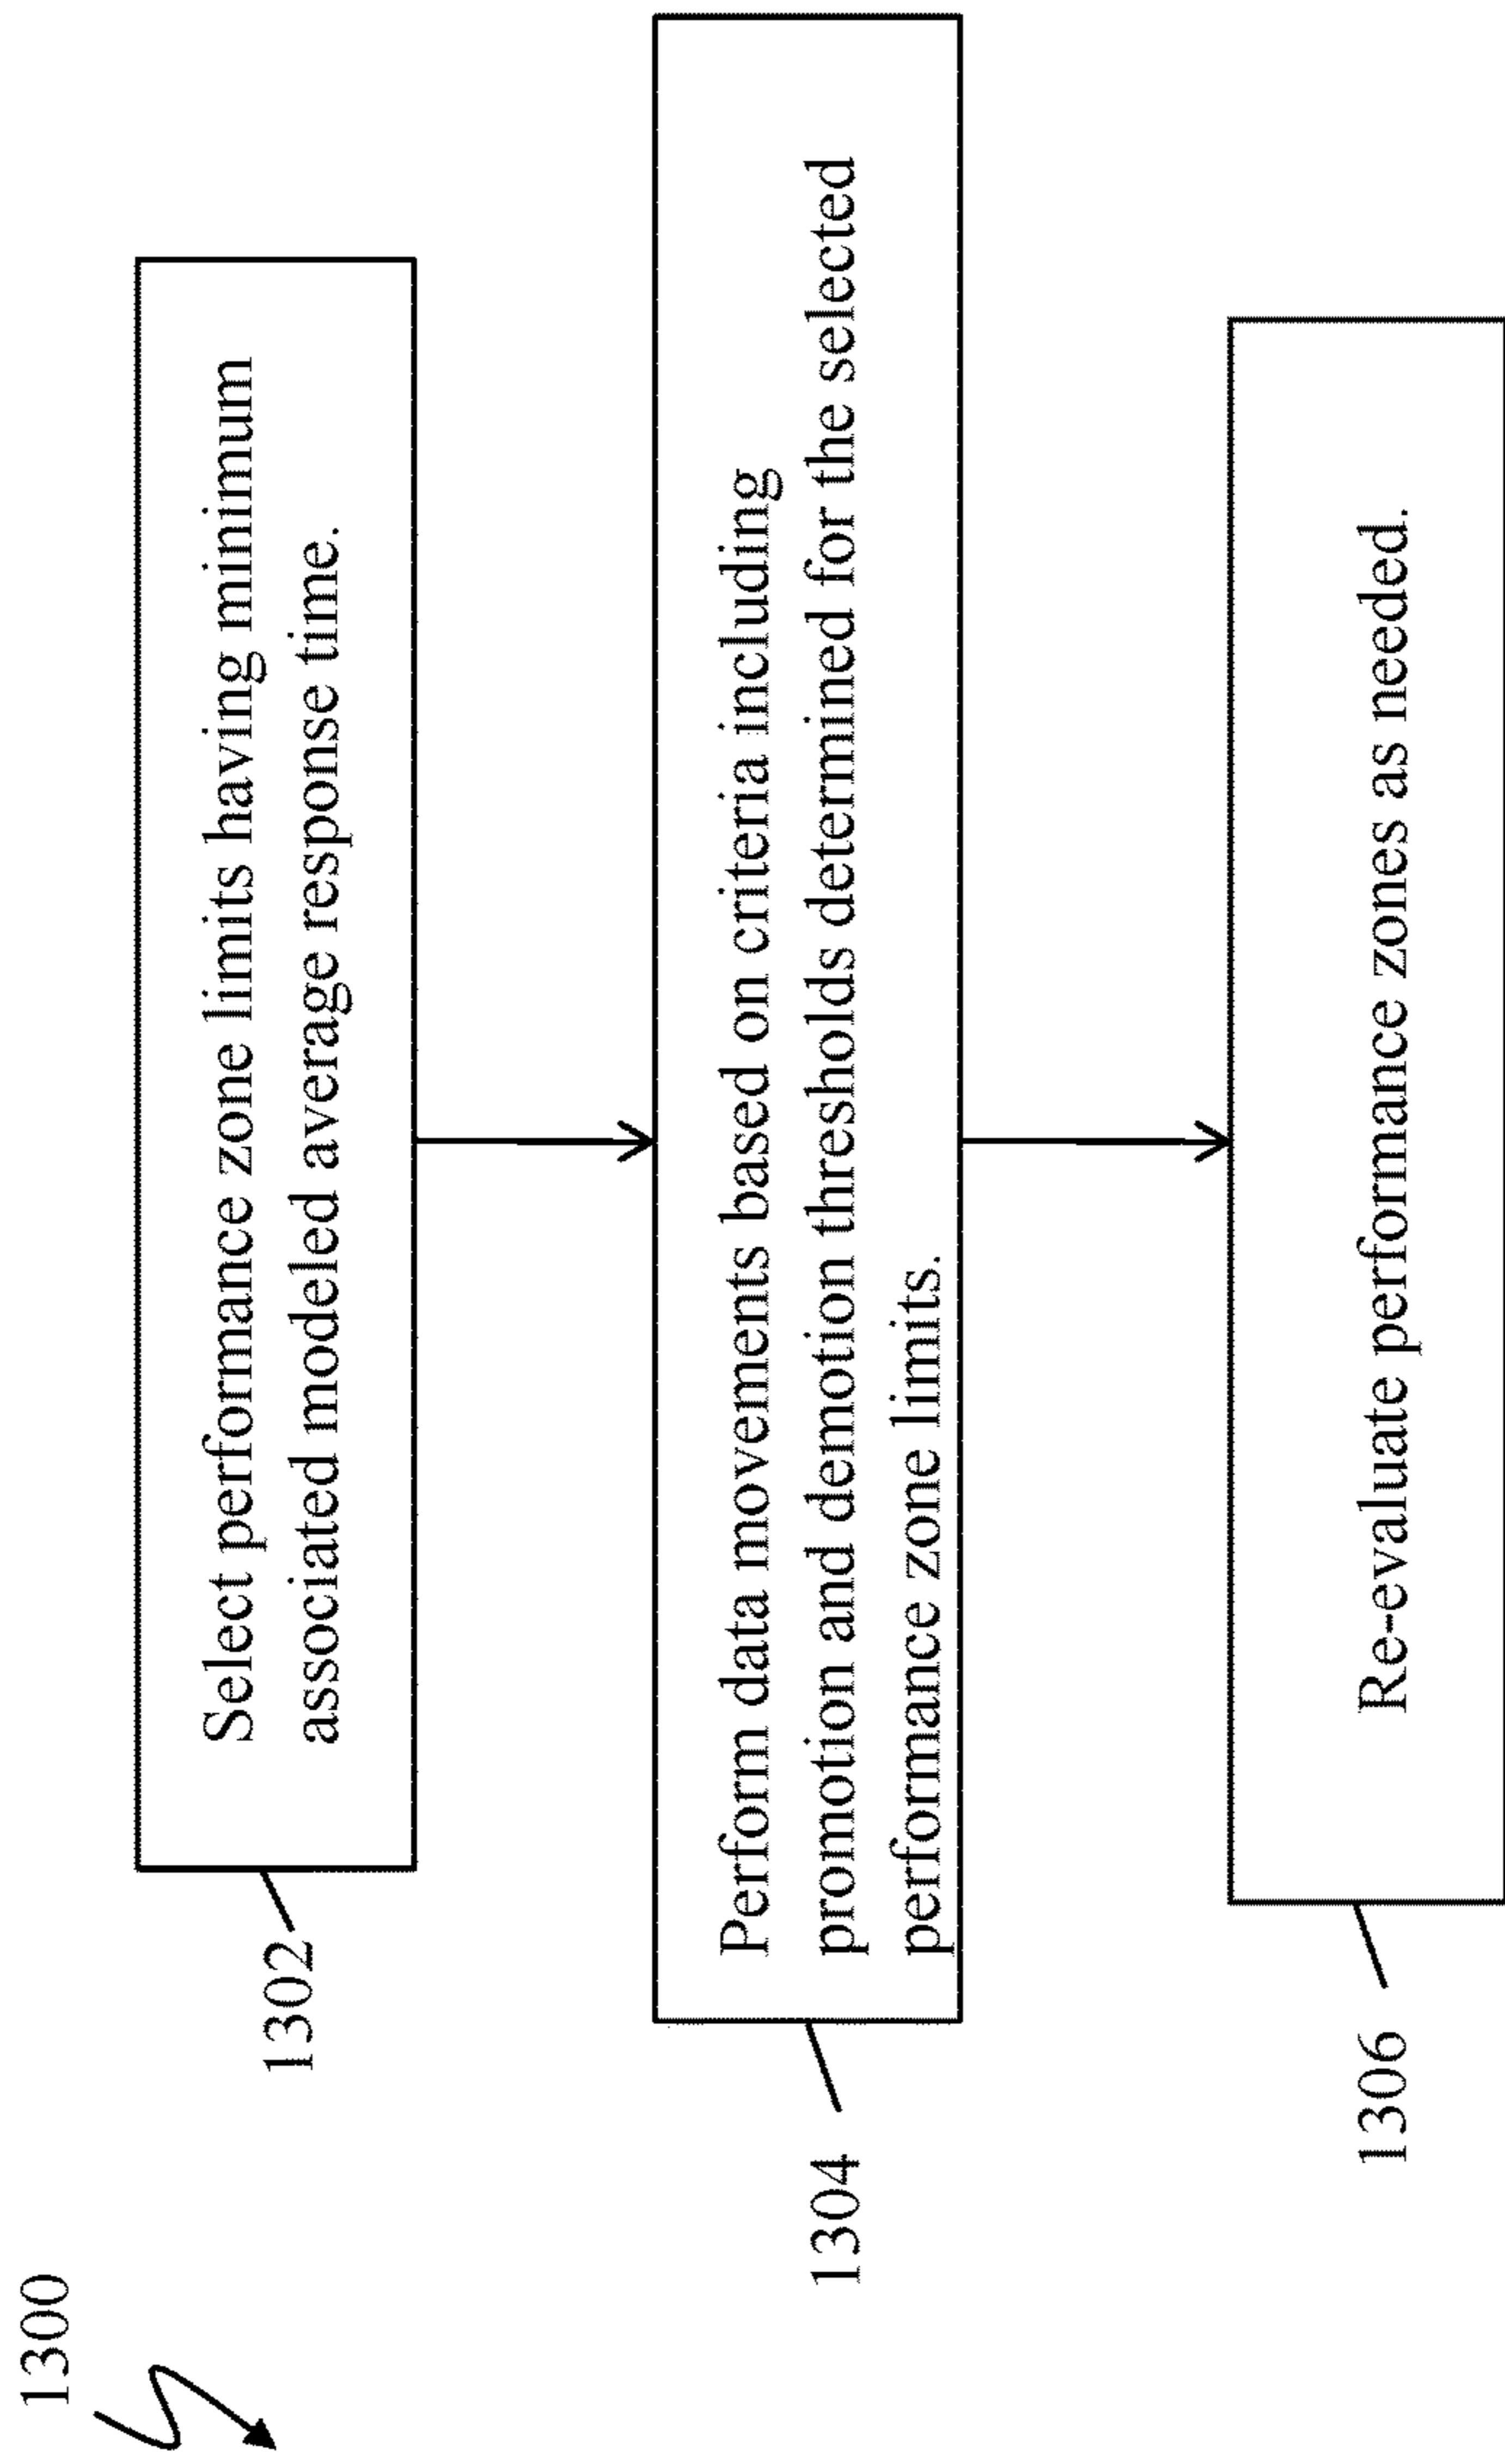 1300
1302
Select performance zone limits having minimum
associated modeled average response time.
1304
Perform data movements based on criteria including
promotion and demotion thresholds determined for the selected
performance zone limits.
1306
Re-evaluate performance zones as needed.